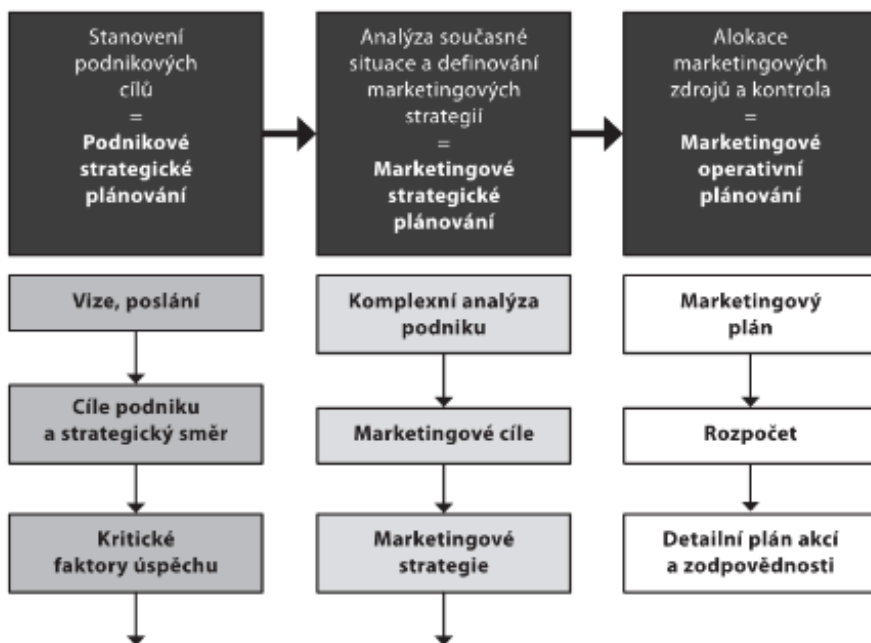 Stanovení
podnikových
cílů
=
Podnikové
strategické
plánování
Analýza současné
situace a definování
marketingových
strategií
=
Marketingové
strategické
plánování
Alokace
marketingových
zdrojů a kontrola
=
Marketingové
operativní
plánování
Vize, poslání
Cíle podniku
a strategický směr
Kritické
faktory úspěchu
Komplexní analýza
podniku
Marketingové cíle
Marketingové
strategie
Marketingový
plán
Rozpočet
Detailní plán akcí
a zodpovědnosti